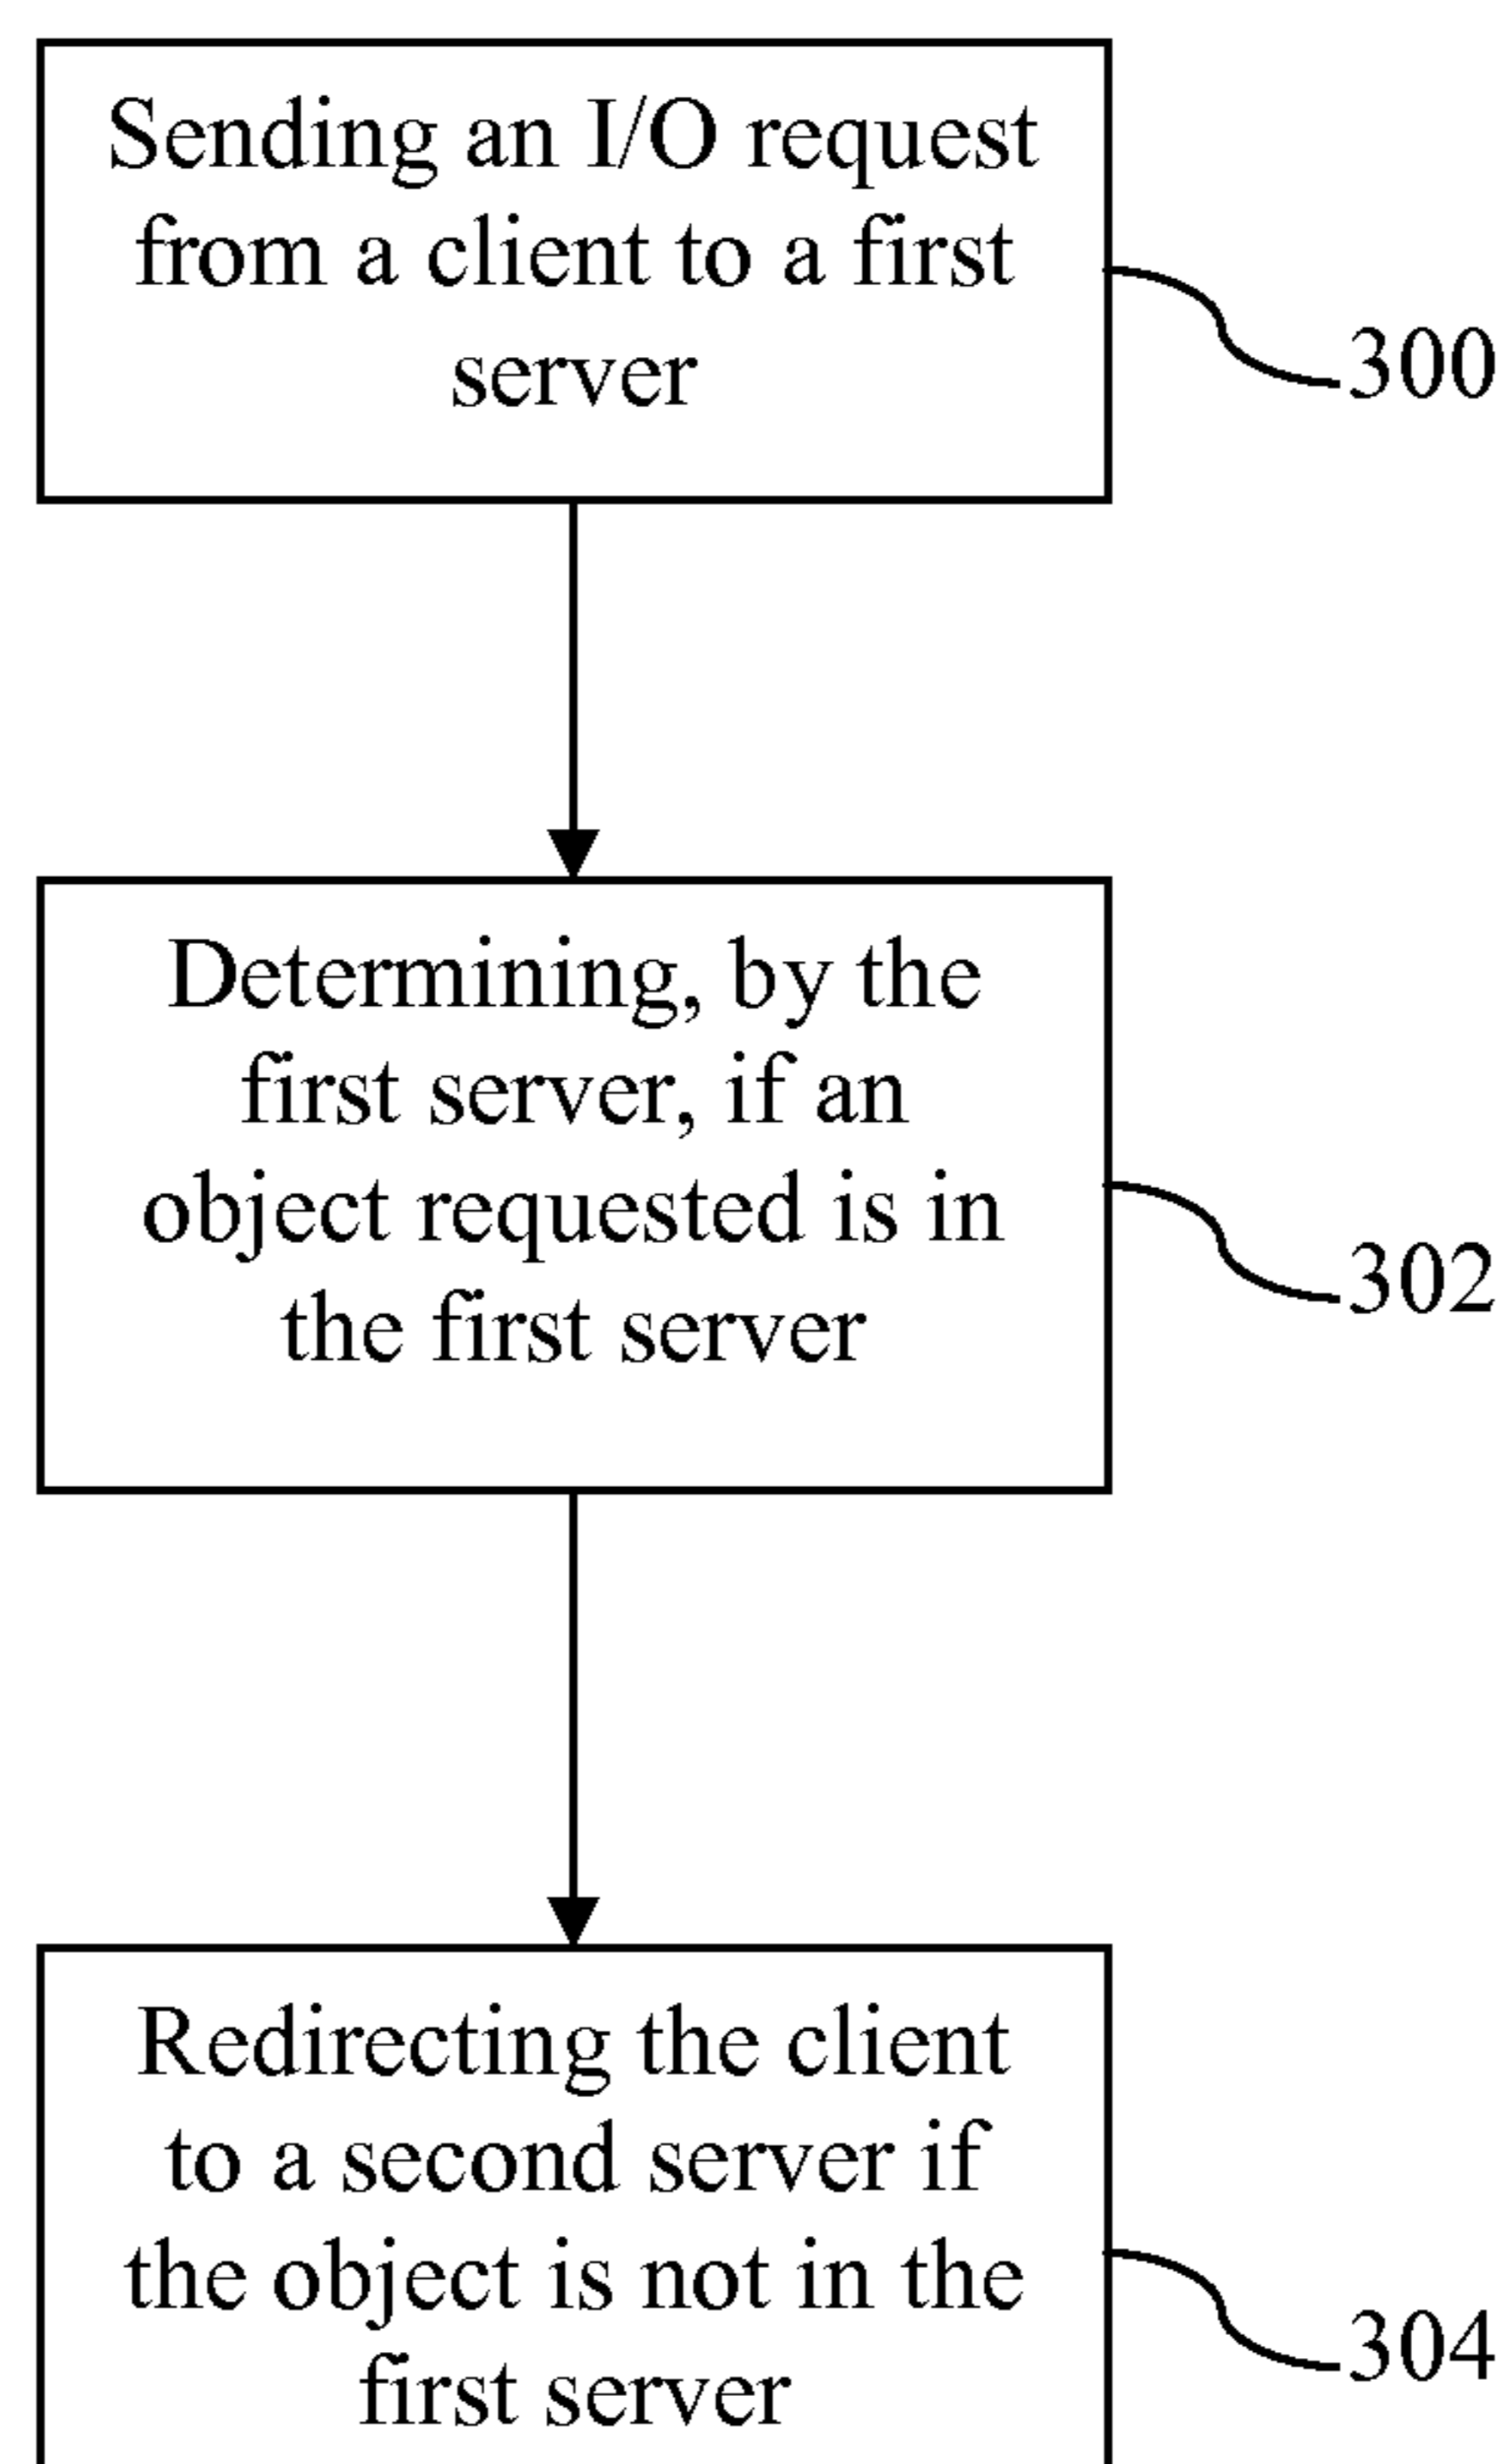 Sending an I/O request
from a client to a first
server
300
Determining, by the
first server, if an
object requested is in
the first server
302
Redirecting the client
to a second server if
the object is not in the
first server
304